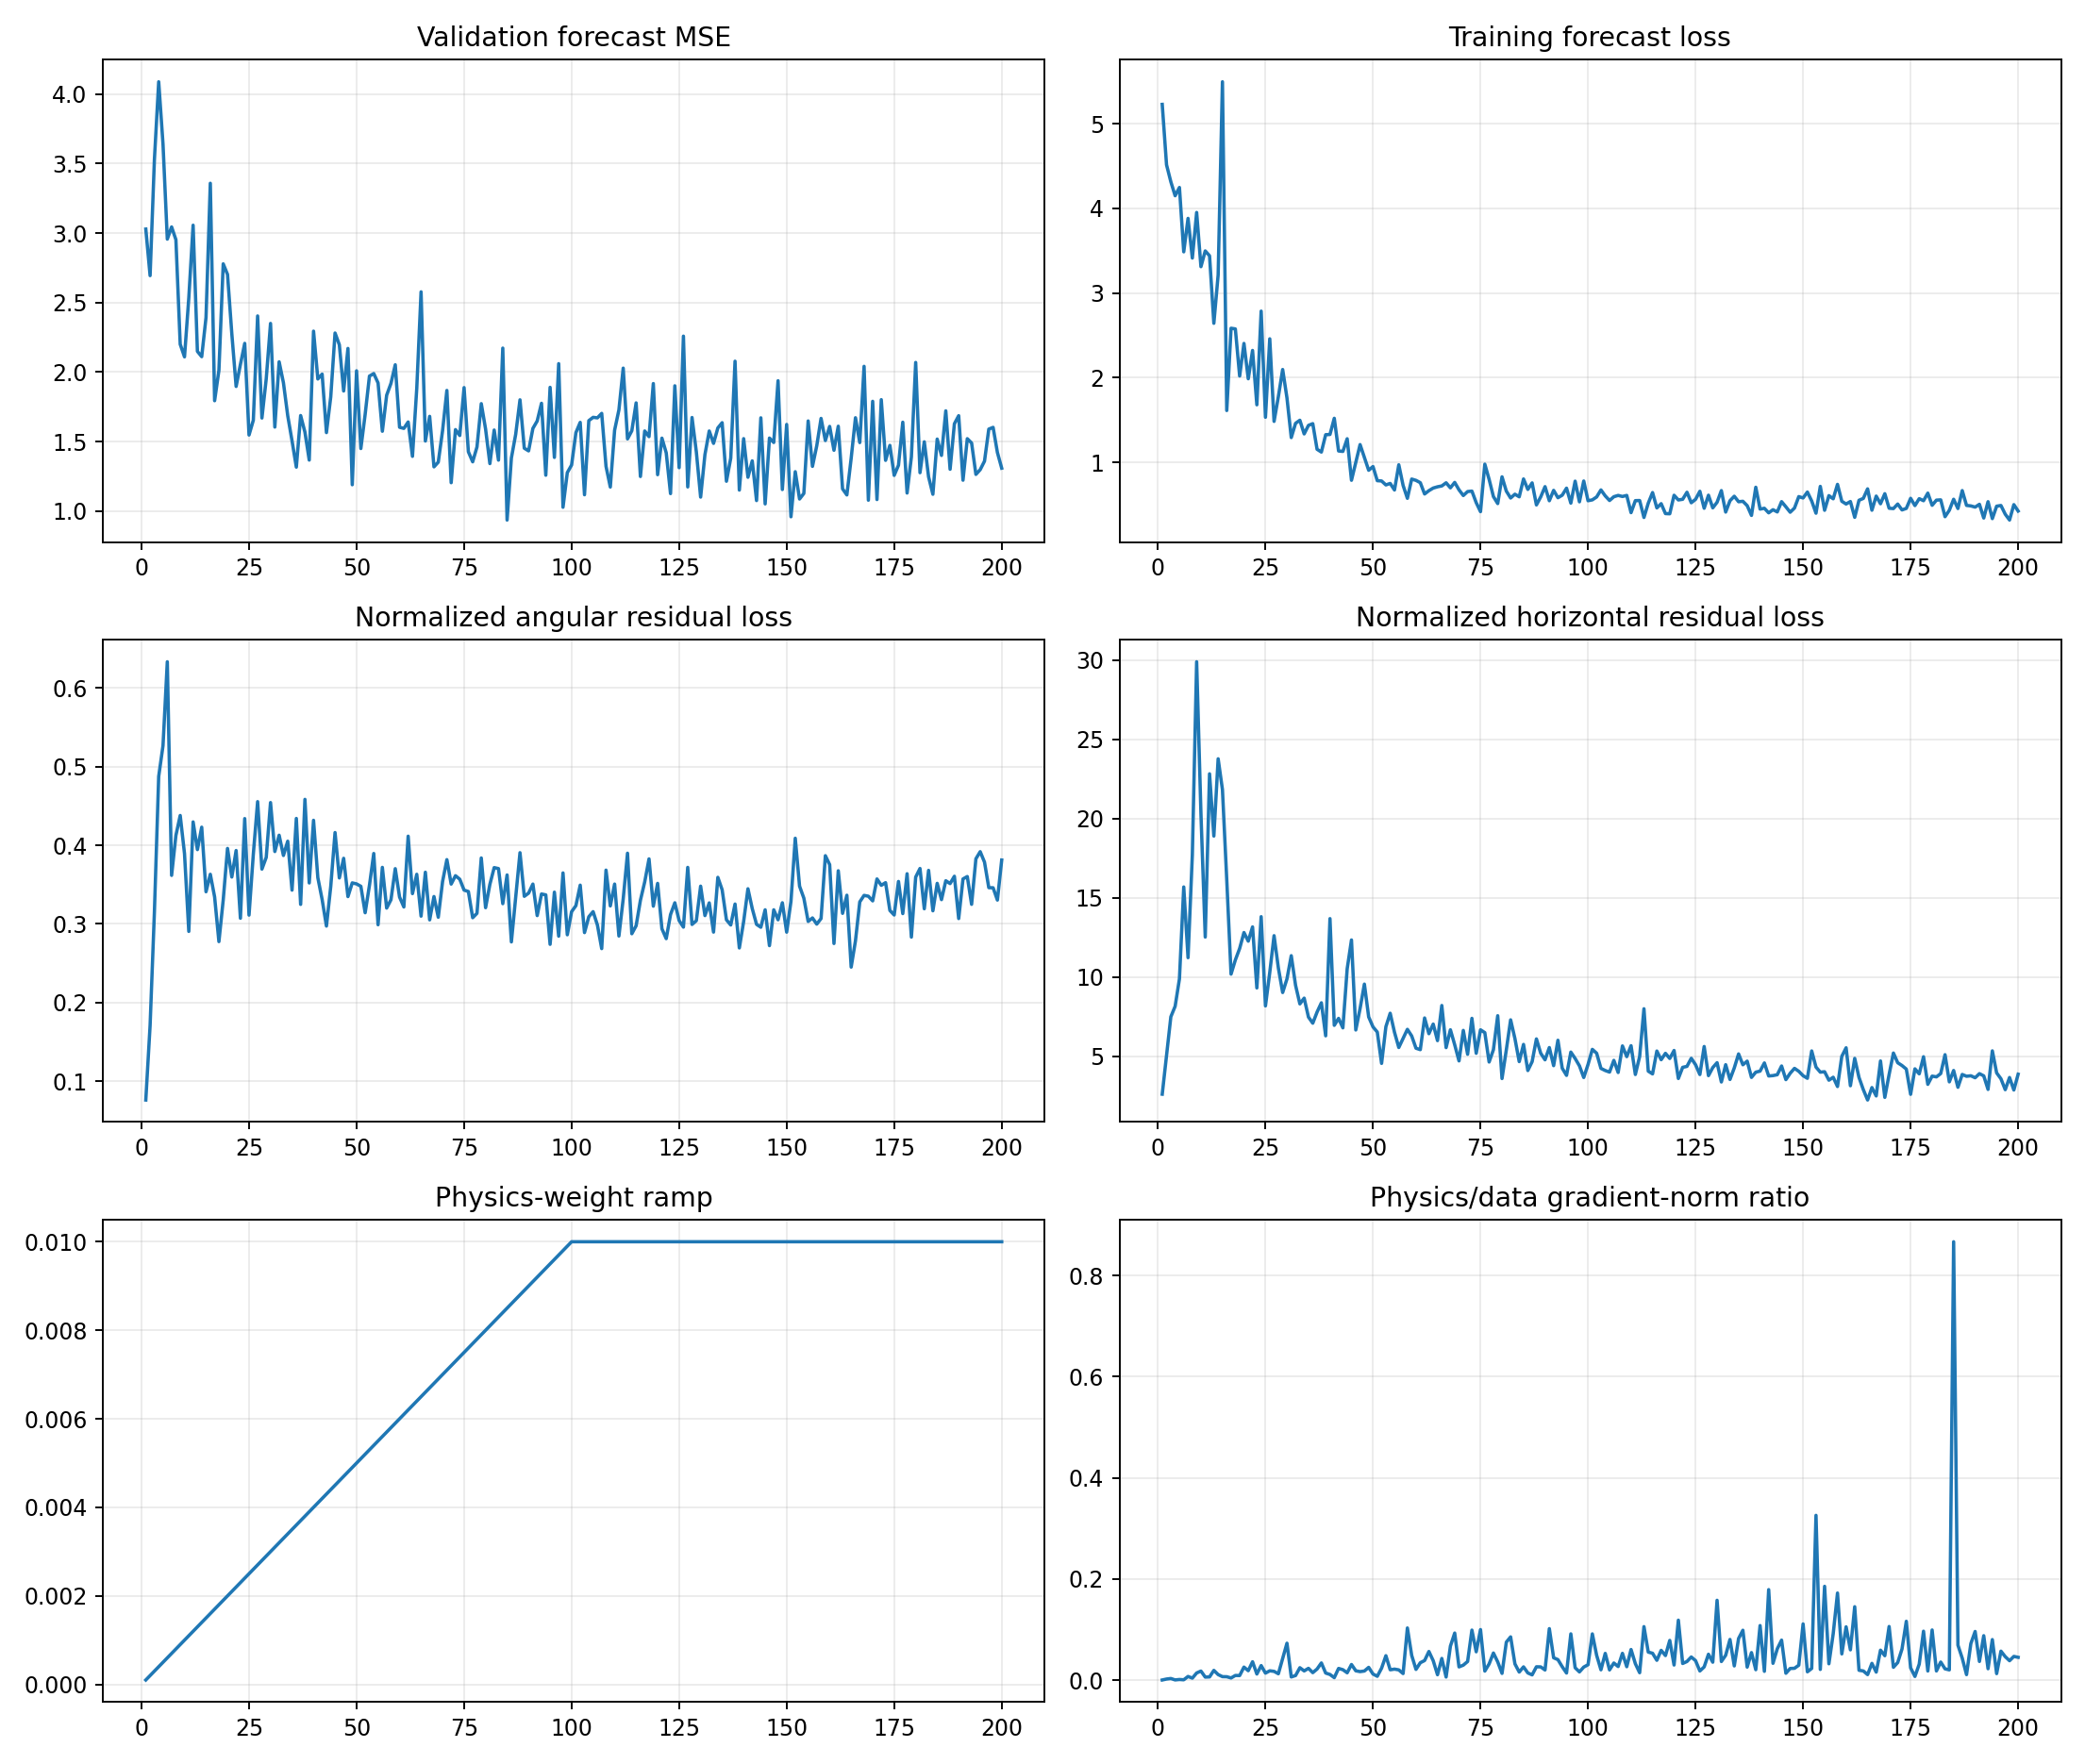 Validation forecast MSE
4.0
3.5
3.0
2.5
2.0
1.5
1.0
0 25 50 75 100 125 150 175 200
Training forecast loss
5
4
3
2
1
0 25 50 75 100 125 150 175 200
Normalized angular residual loss
0.6
0.5
0.4
0.3
0.2
0.1
0 25 50 75 100 125 150 175 200
Normalized horizontal residual loss
30
25
20
15
10
5
0 25 50 75 100 125 150 175 200
Physics-weight ramp
0.010
0.008
0.006
0.004
0.002
0.000
0 25 50 75 100 125 150 175 200
Physics/data gradient-norm ratio
0.8
0.6
0.4
0.2
0.0
0 25 50 75 100 125 150 175 200